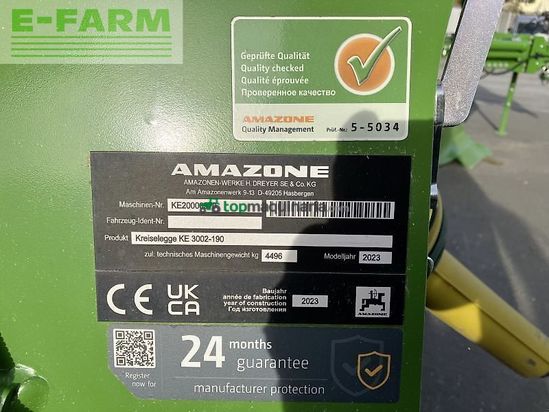 E-FARM
Geprüfte Qualität
Quality checked
Qualité éprouvée
Проверенное качество
AMAZONE
Quality Management
Prüf.-Nr.: 5-5034
AMAZONE
AMAZONEN-WERKE H. DREYER SE & Co. KG
Am Amazonenwerk 9-13 D-49205 Hasbergen
Maschinen-Nr.
topmaquinaria
Fahrzeug-Ident-Nr.
Produkt Kreiselegge KE 3002-190
zul. technisches Maschinengewicht kg 4496 Modelljahr 2023
CE UK CA
Baujahr
année de fabrication
year of construction
Год изготовления
2023
AMAZONE
Register
now for
24 months
guarantee
manufacturer protection